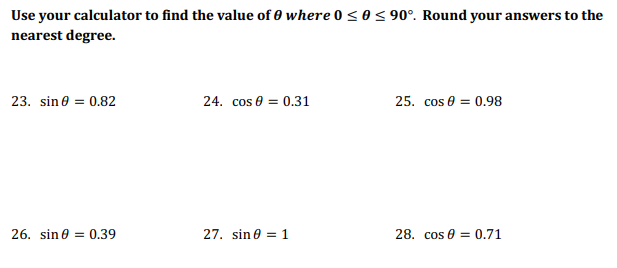 Use your calculator to find the value of θ where 0 ≤ θ ≤ 90°. Round your answers to the
nearest degree.
23. sin θ = 0.82 24. cos θ = 0.31 25. cos θ = 0.98
26. sin θ = 0.39 27. sin θ = 1 28. cos θ = 0.71